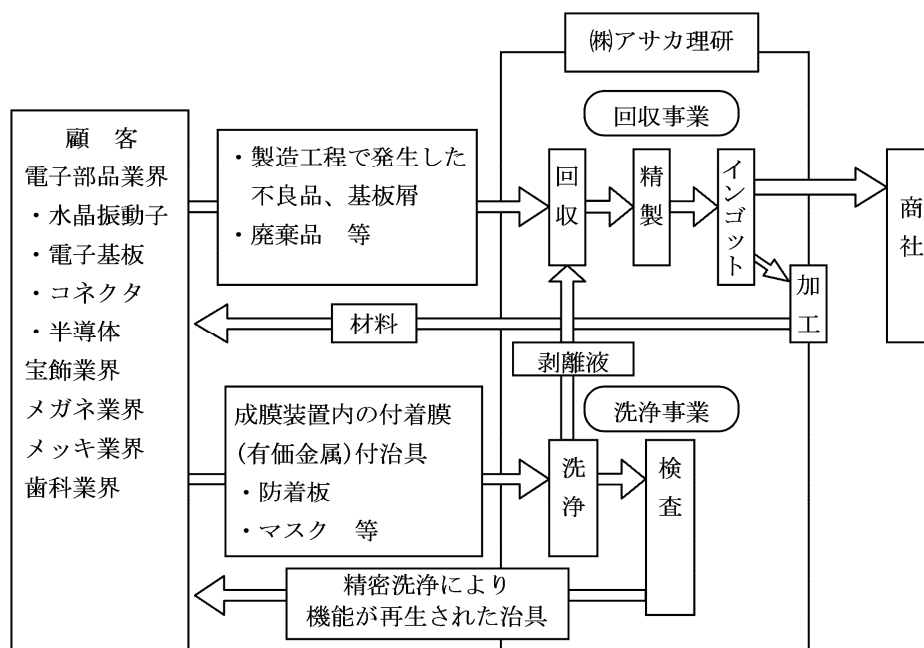 ㈱アサカ理研
顧　客
電子部品業界
・水晶振動子
・電子基板
・コネクタ
・半導体
宝飾業界
メガネ業界
メッキ業界
歯科業界
・製造工程で発生した
不良品、基板層
・廃棄品　等
回収事業
回収
精製
インゴット
加工
商社
材料
剥離液
洗浄事業
成膜装置内の付着膜
(有価金属)付治具
・防着板
・マスク　等
洗浄
検査
精密洗浄により
機能が再生された治具